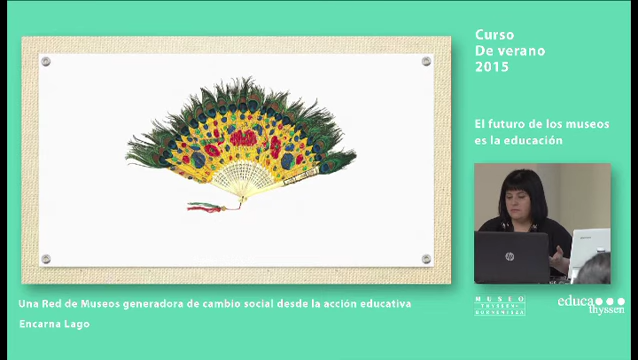 Curso
De verano
2015
El futuro de los museos
es la educación
hp
Una Red de Museos generadora de cambio social desde la acción educativa
Encarna Lago
MUSEO
THYSSEN-
BORNEMISZA
educa
thyssen